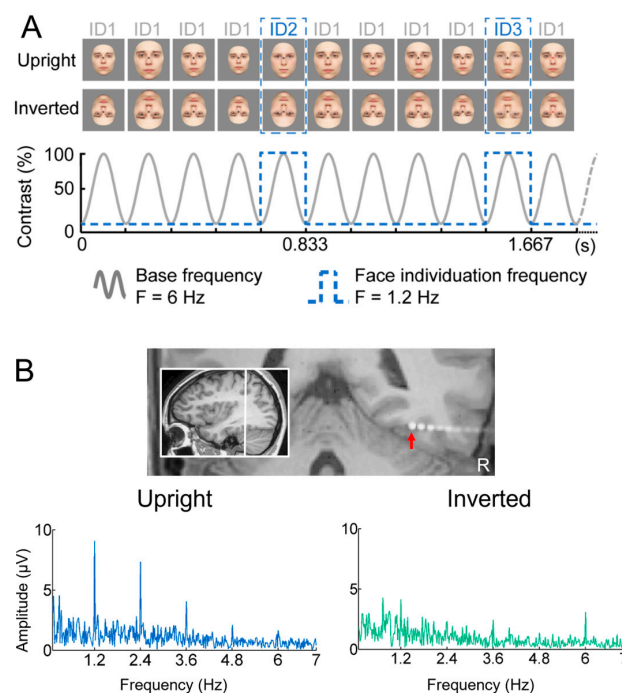 A
ID1 ID1 ID1 ID1 ID2 ID1 ID1 ID1 ID1 ID3 ID1
Upright
Inverted
Contrast (%)
100
50
0
0 0.833 1.667 (s)
Base frequency
F = 6 Hz
Face individuation frequency
F = 1.2 Hz
B
R
Upright
Inverted
Amplitude (µV)
10
5
0
1.2 2.4 3.6 4.8 6 7
Frequency (Hz)
10
5
0
1.2 2.4 3.6 4.8 6 7
Frequency (Hz)